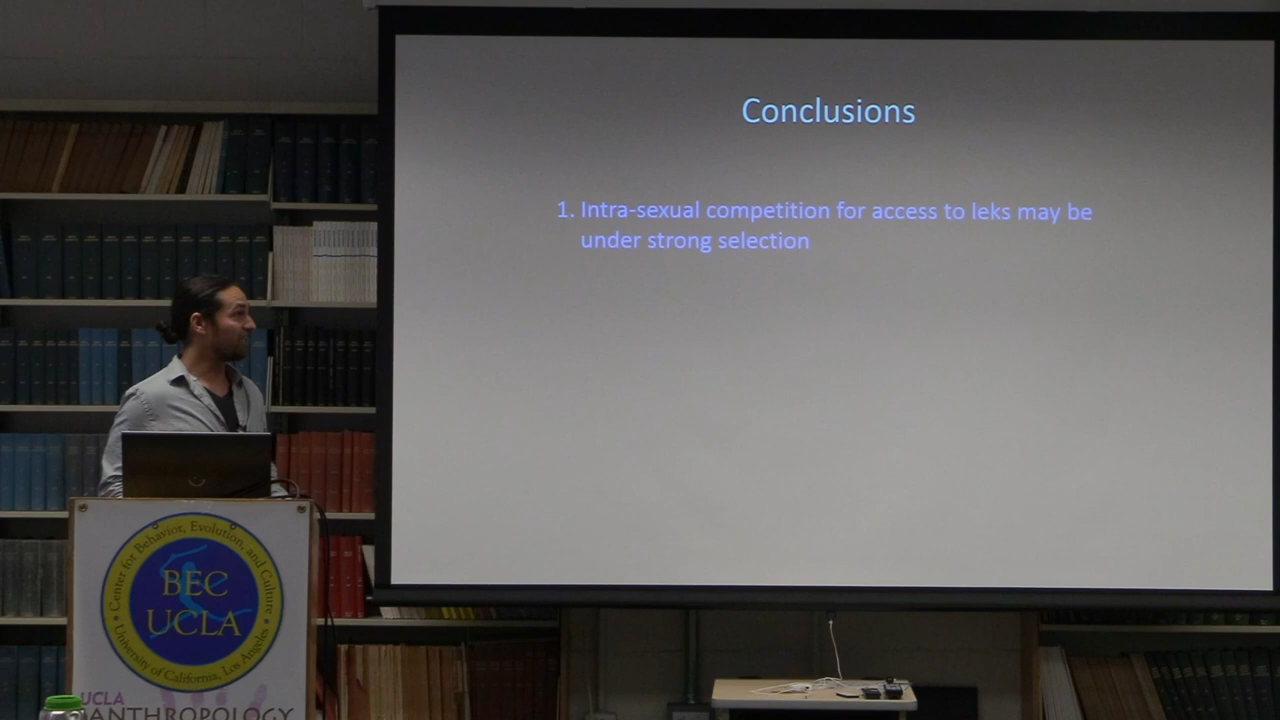 Conclusions
1. Intra-sexual competition for access to leks may be
under strong selection
Center for Behavior, Evolution, and Culture
BEC
UCLA
University of California, Los Angeles
UCLA
ANTHROPOLOGY